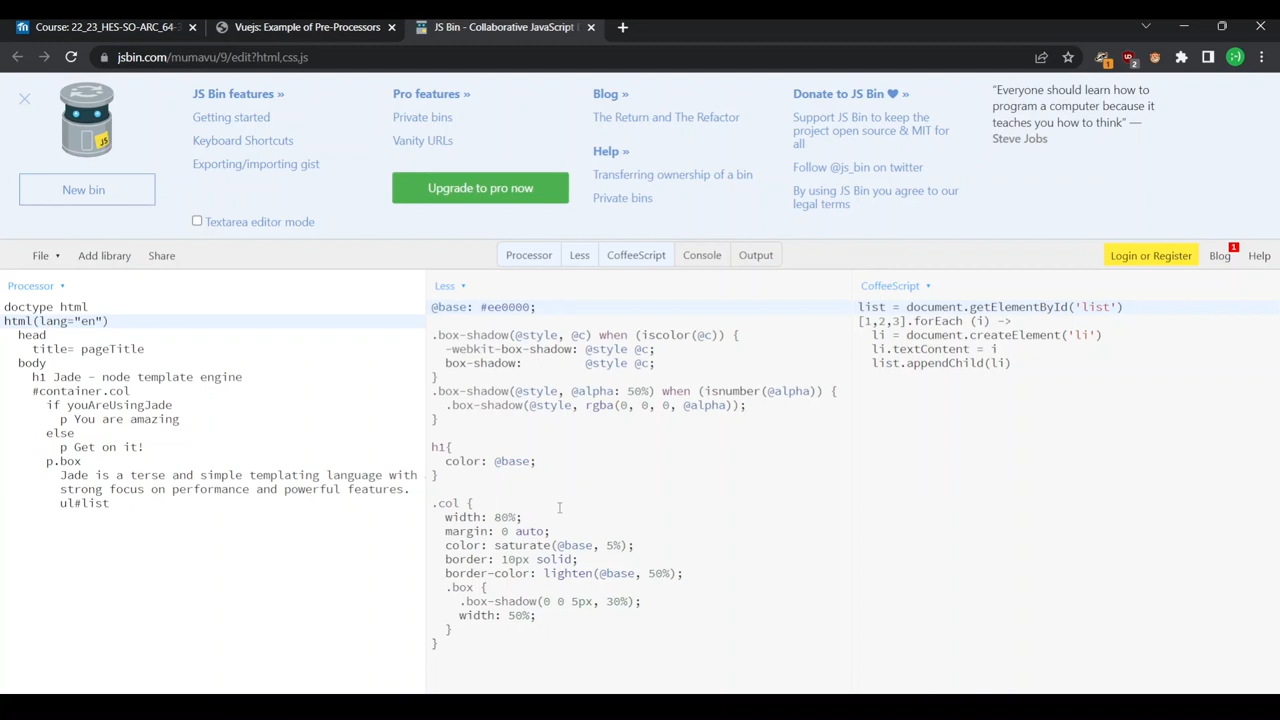 Course: 22_23_HES-SO-ARC_64-
Vuejs: Example of Pre-Processors
JS Bin - Collaborative JavaScript
jsbin.com/mumavu/9/edit?html,css,js
1
2
JS
New bin
JS Bin features »
Getting started
Keyboard Shortcuts
Exporting/importing gist
Textarea editor mode
Pro features »
Private bins
Vanity URLs
Upgrade to pro now
Blog »
The Return and The Refactor
Help »
Transferring ownership of a bin
Private bins
Donate to JS Bin ❤ »
Support JS Bin to keep the
project open source & MIT for
all
Follow @js_bin on twitter
By using JS Bin you agree to our
legal terms
“Everyone should learn how to
program a computer because it
teaches you how to think” —
Steve Jobs
File
Add library
Share
Processor
Less
CoffeeScript
Console
Output
Login or Register
Blog
1
Help
Processor
doctype html
html(lang="en")
head
title= pageTitle
body
h1 Jade - node template engine
#container.col
if youAreUsingJade
p You are amazing
else
p Get on it!
p.box
Jade is a terse and simple templating language with
strong focus on performance and powerful features.
ul#list
Less
@base: #ee0000;
.box-shadow(@style, @c) when (iscolor(@c)) {
-webkit-box-shadow: @style @c;
box-shadow: @style @c;
}
.box-shadow(@style, @alpha: 50%) when (isnumber(@alpha)) {
.box-shadow(@style, rgba(0, 0, 0, @alpha));
}
h1{
color: @base;
}
.col {
width: 80%;
margin: 0 auto;
color: saturate(@base, 5%);
border: 10px solid;
border-color: lighten(@base, 50%);
.box {
.box-shadow(0 0 5px, 30%);
width: 50%;
}
}
CoffeeScript
list = document.getElementById('list')
[1,2,3].forEach (i) ->
li = document.createElement('li')
li.textContent = i
list.appendChild(li)